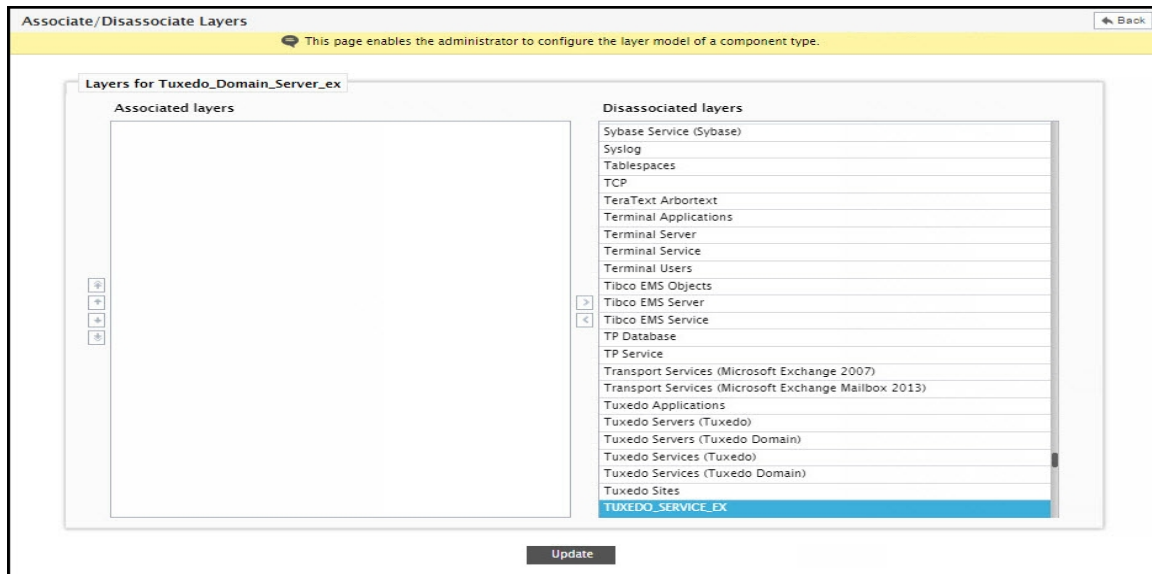 Associate/Disassociate Layers
Back
This page enables the administrator to configure the layer model of a component type.
Layers for Tuxedo_Domain_Server_ex
Associated layers
Disassociated layers
Sybase Service (Sybase)
Syslog
Tablespaces
TCP
TeraText Arbortext
Terminal Applications
Terminal Server
Terminal Service
Terminal Users
Tibco EMS Objects
Tibco EMS Server
Tibco EMS Service
TP Database
TP Service
Transport Services (Microsoft Exchange 2007)
Transport Services (Microsoft Exchange Mailbox 2013)
Tuxedo Applications
Tuxedo Servers (Tuxedo)
Tuxedo Servers (Tuxedo Domain)
Tuxedo Services (Tuxedo)
Tuxedo Services (Tuxedo Domain)
Tuxedo Sites
TUXEDO_SERVICE_EX
Update